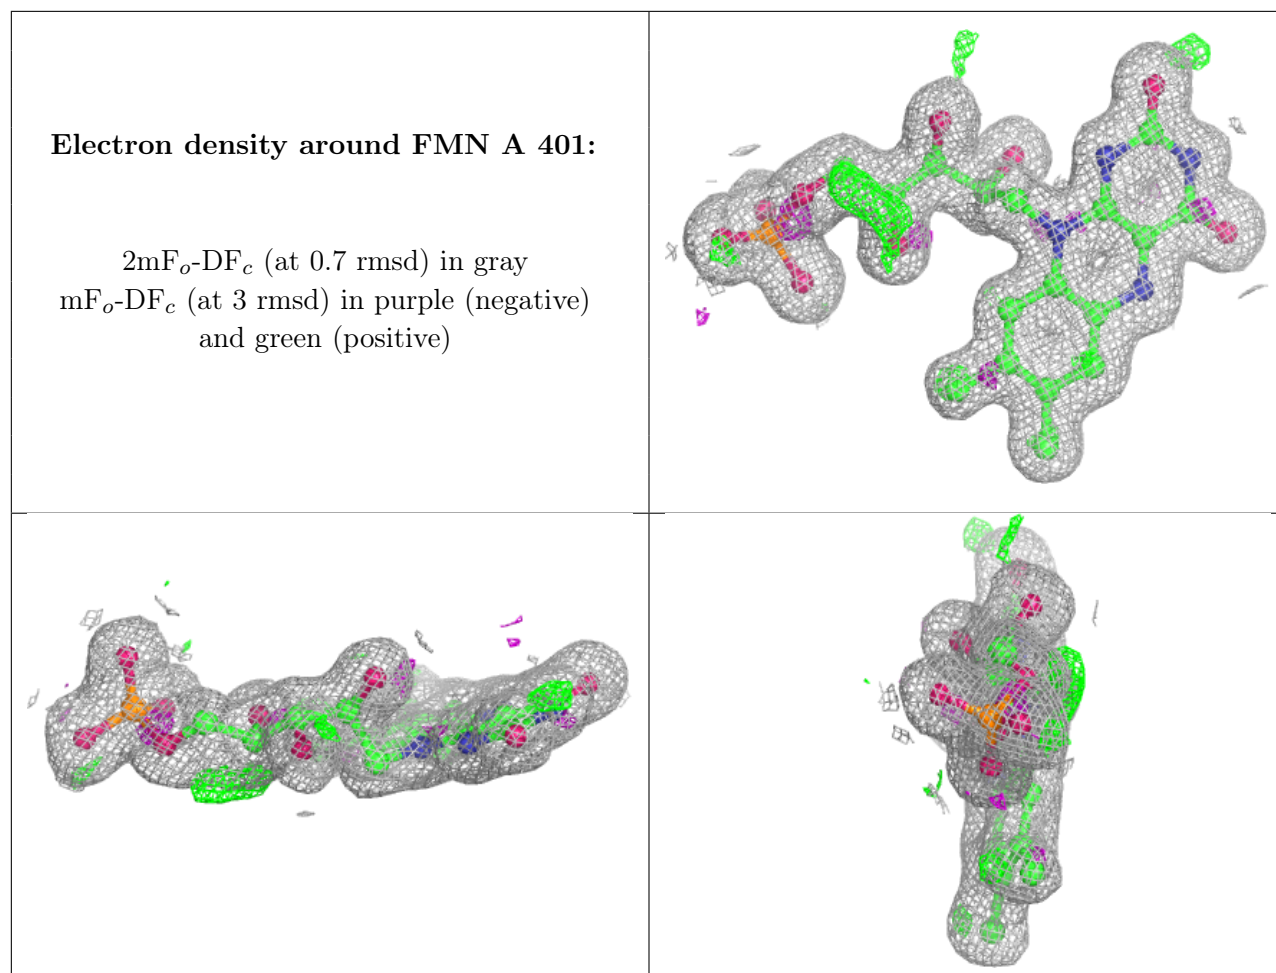 Electron density around FMN A 401:
2mFo-DFc (at 0.7 rmsd) in gray
mFo-DFc (at 3 rmsd) in purple (negative)
and green (positive)